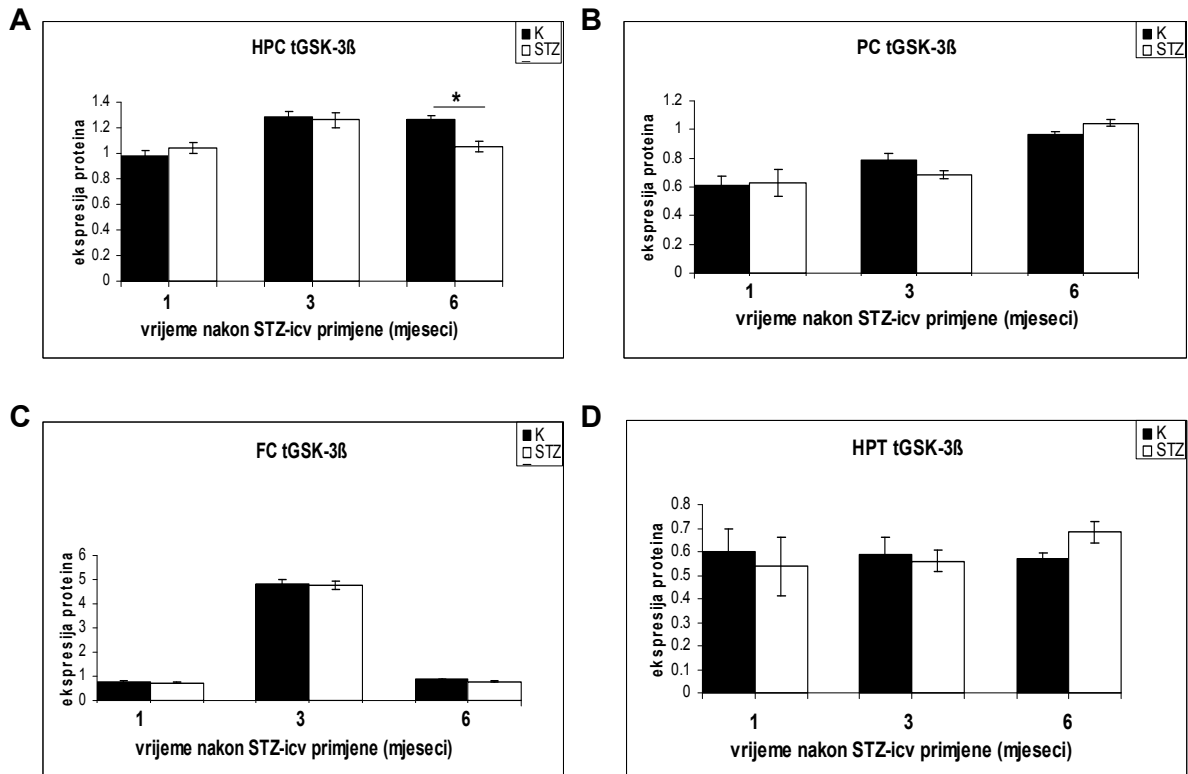 A
HPC tGSK-3ß
K
STZ
ekspresija proteina
1.4
1.2
1
0.8
0.6
0.4
0.2
0
*
1 3 6
vrijeme nakon STZ-icv primjene (mjeseci)
B
PC tGSK-3ß
K
STZ
ekspresija proteina
1.2
1
0.8
0.6
0.4
0.2
0
1 3 6
vrijeme nakon STZ-icv primjene (mjeseci)
C
FC tGSK-3ß
K
STZ
ekspresija proteina
6
5
4
3
2
1
0
1 3 6
vrijeme nakon STZ-icv primjene (mjeseci)
D
HPT tGSK-3ß
K
STZ
ekspresija proteina
0.8
0.7
0.6
0.5
0.4
0.3
0.2
0.1
0
1 3 6
vrijeme nakon STZ-icv primjene (mjeseci)